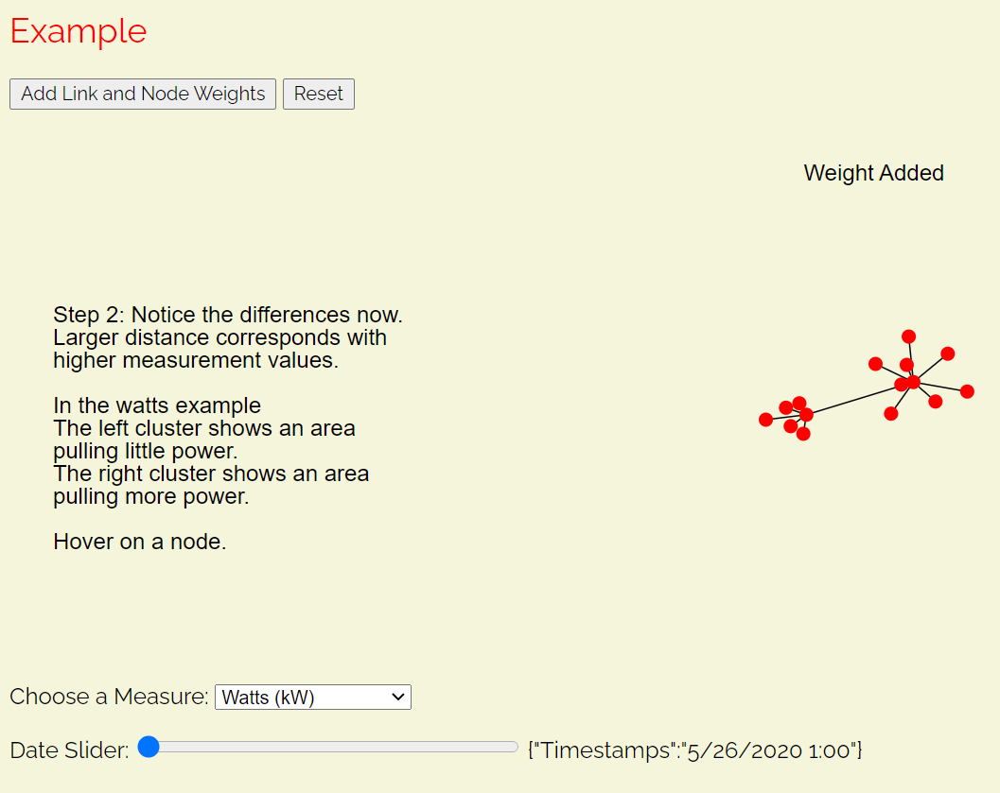 Example
Add Link and Node Weights Reset
Weight Added
Step 2: Notice the differences now.
Larger distance corresponds with
higher measurement values.
In the watts example
The left cluster shows an area
pulling little power.
The right cluster shows an area
pulling more power.
Hover on a node.
Choose a Measure: Watts (kW)
Date Slider: {"Timestamps":"5/26/2020 1:00"}